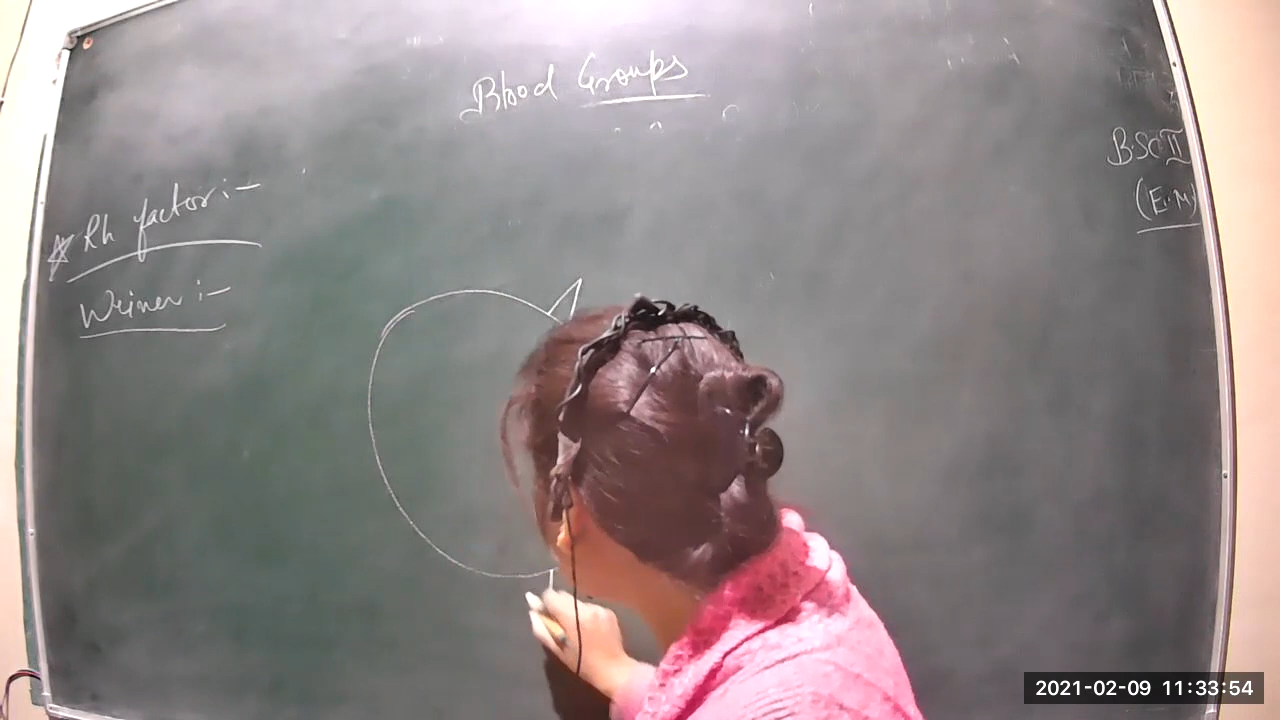 Blood Groups
B.Sc II
(E.M)
* Rh factor :-
Weiner :-
2021-02-09 11:33:54